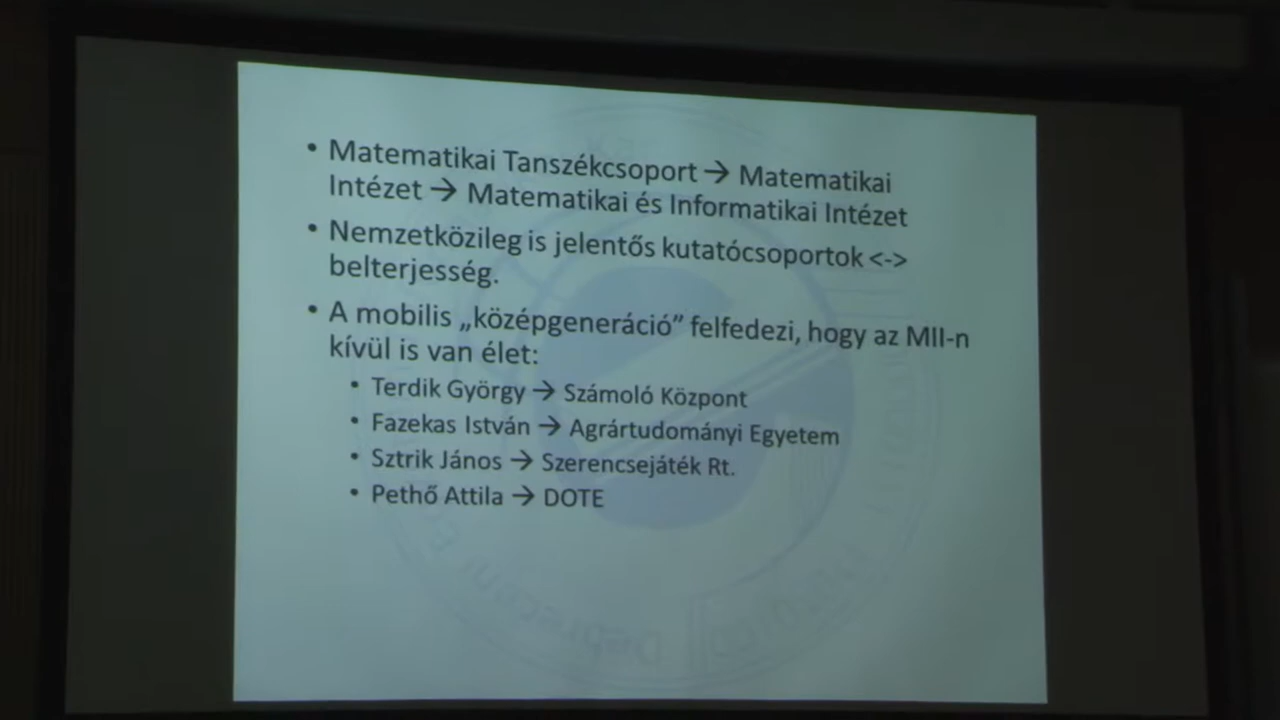 • Matematikai Tanszékcsoport → Matematikai
Intézet → Matematikai és Informatikai Intézet
• Nemzetközileg is jelentős kutatócsoportok <->
belterjesség.
• A mobilis „középgeneráció” felfedezi, hogy az MII-n
kívül is van élet:
• Terdik György → Számoló Központ
• Fazekas István → Agrártudományi Egyetem
• Sztrik János → Szerencsejáték Rt.
• Pethő Attila → DOTE